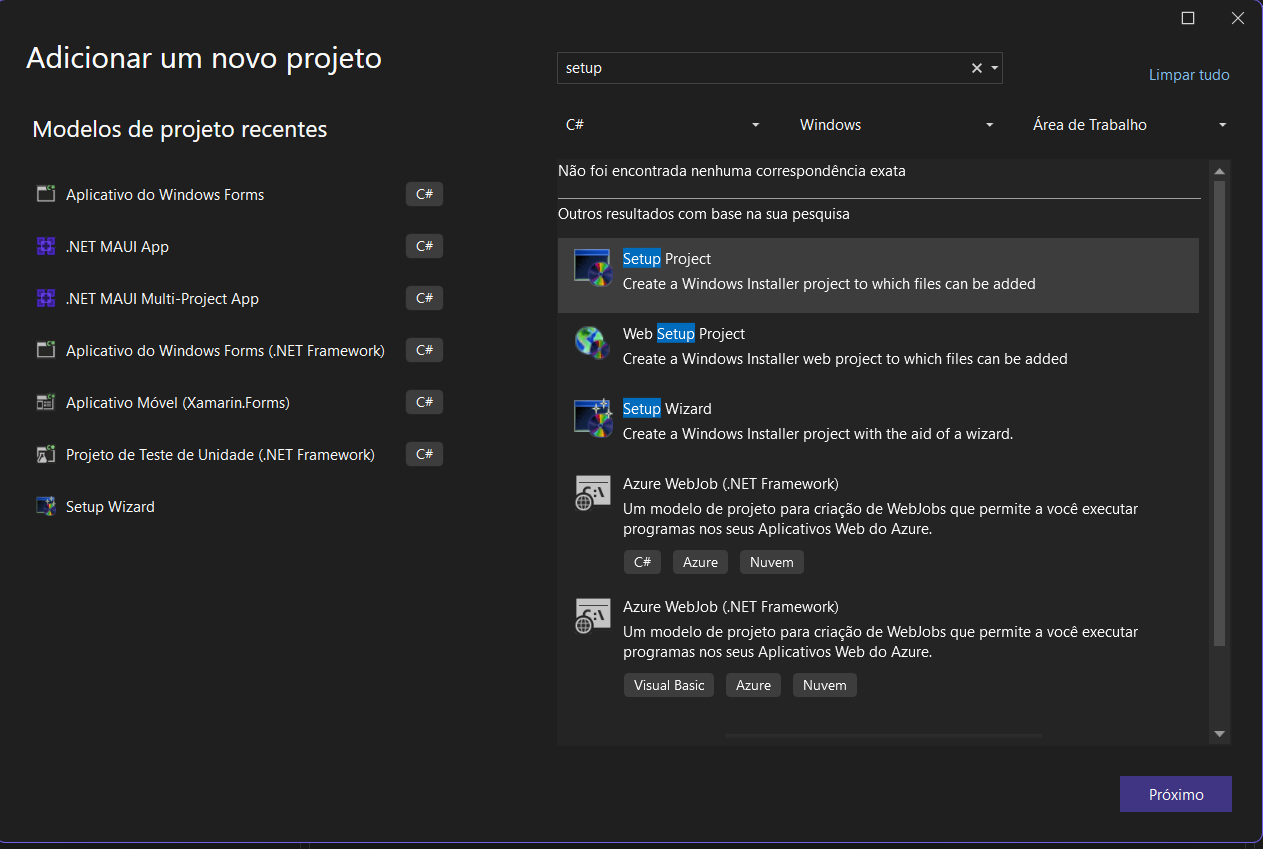 Adicionar um novo projeto
setup
Limpar tudo
Modelos de projeto recentes
C#
Windows
Área de Trabalho
Aplicativo do Windows Forms
C#
.NET MAUI App
C#
.NET MAUI Multi-Project App
C#
Aplicativo do Windows Forms (.NET Framework)
C#
Aplicativo Móvel (Xamarin.Forms)
C#
Projeto de Teste de Unidade (.NET Framework)
C#
Setup Wizard
Não foi encontrada nenhuma correspondência exata
Outros resultados com base na sua pesquisa
Setup Project
Create a Windows Installer project to which files can be added
Web Setup Project
Create a Windows Installer web project to which files can be added
Setup Wizard
Create a Windows Installer project with the aid of a wizard.
Azure WebJob (.NET Framework)
Um modelo de projeto para criação de WebJobs que permite a você executar
programas nos seus Aplicativos Web do Azure.
C#
Azure
Nuvem
Azure WebJob (.NET Framework)
Um modelo de projeto para criação de WebJobs que permite a você executar
programas nos seus Aplicativos Web do Azure.
Visual Basic
Azure
Nuvem
Próximo